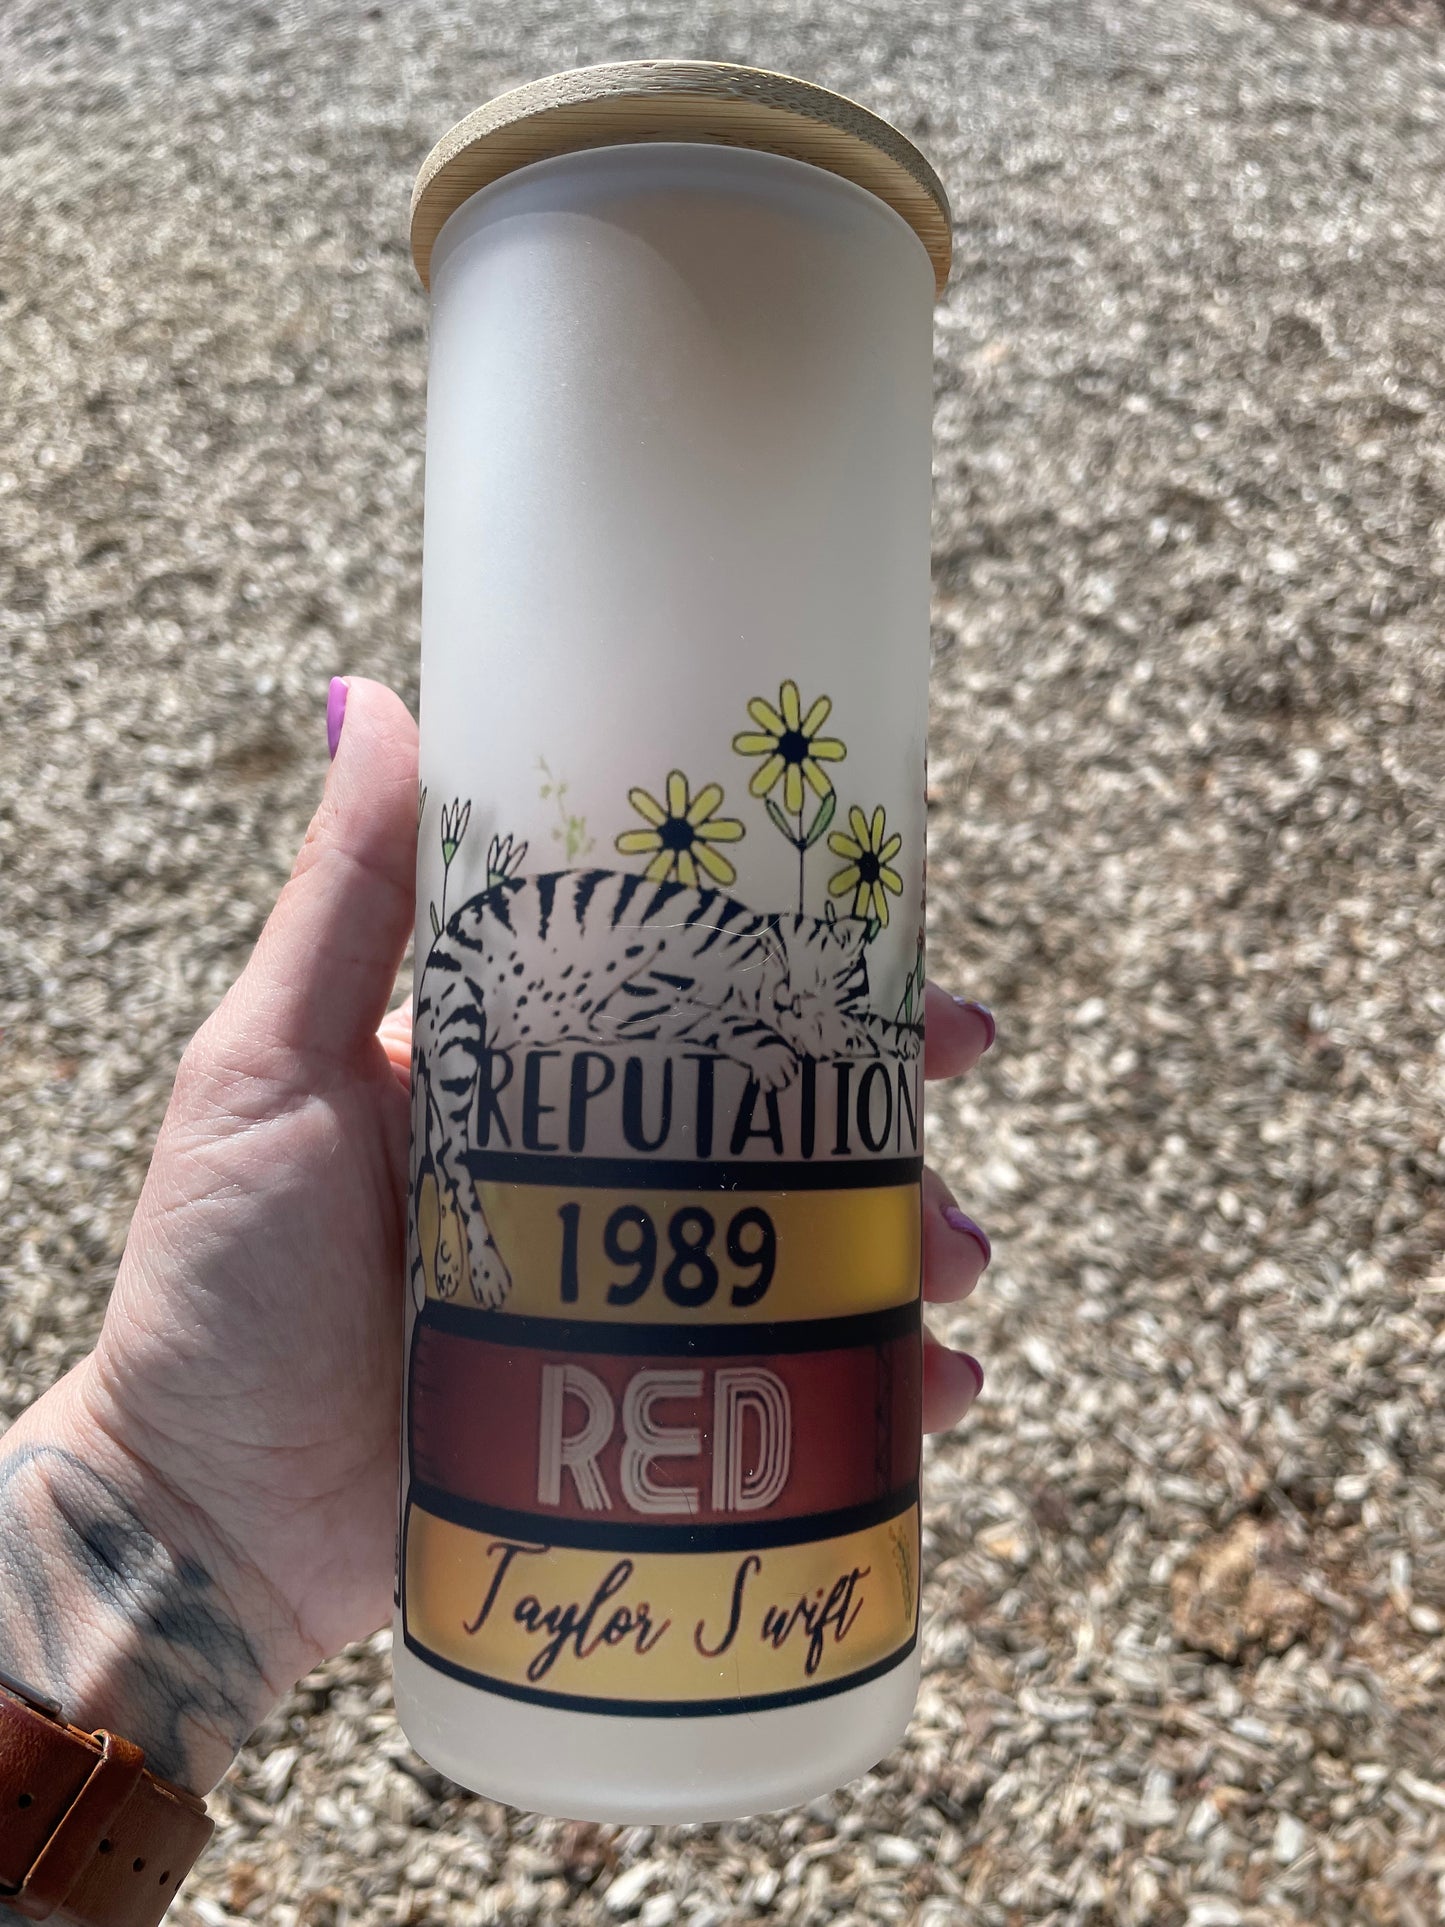 REPUTATION
1989
RED
Taylor Swift